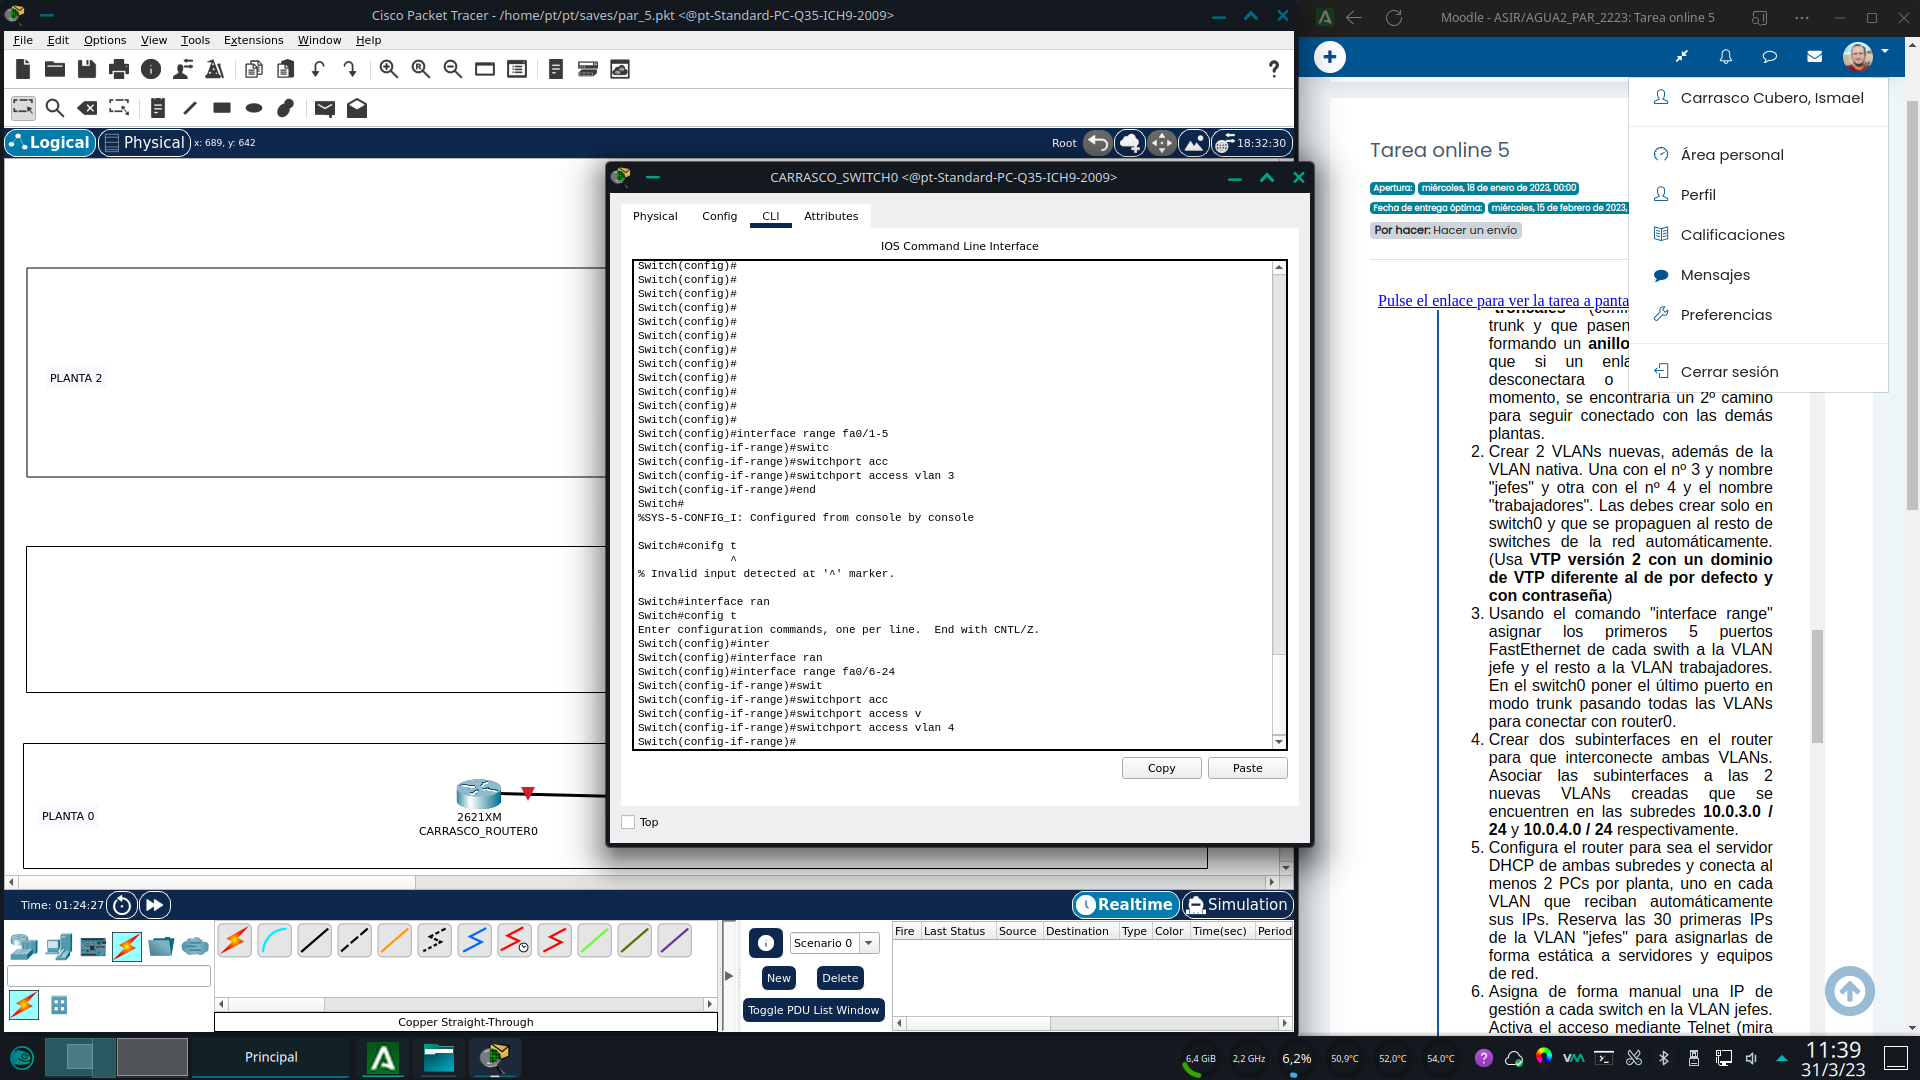 Cisco Packet Tracer - /home/pt/pt/saves/par_5.pkt <@pt-Standard-PC-Q35-ICH9-2009>
File Edit Options View Tools Extensions Window Help
?
Logical Physical x: 689, y: 642
Root 18:32:30
PLANTA 2
PLANTA 0
2621XM
CARRASCO_ROUTER0
CARRASCO_SWITCH0 <@pt-Standard-PC-Q35-ICH9-2009>
Physical Config CLI Attributes
IOS Command Line Interface
Switch(config)#
Switch(config)#
Switch(config)#
Switch(config)#
Switch(config)#
Switch(config)#
Switch(config)#
Switch(config)#
Switch(config)#
Switch(config)#
Switch(config)#
Switch(config)#
Switch(config)#interface range fa0/1-5
Switch(config-if-range)#switc
Switch(config-if-range)#switchport acc
Switch(config-if-range)#switchport access vlan 3
Switch(config-if-range)#end
Switch#
%SYS-5-CONFIG_I: Configured from console by console
Switch#conifg t
^
% Invalid input detected at '^' marker.
Switch#interface ran
Switch#config t
Enter configuration commands, one per line.  End with CNTL/Z.
Switch(config)#inter
Switch(config)#interface ran
Switch(config)#interface range fa0/6-24
Switch(config-if-range)#swit
Switch(config-if-range)#switchport acc
Switch(config-if-range)#switchport access v
Switch(config-if-range)#switchport access vlan 4
Switch(config-if-range)#
Copy Paste
Top
Time: 01:24:27
Realtime Simulation
Copper Straight-Through
Scenario 0
New Delete
Toggle PDU List Window
Fire Last Status Source Destination Type Color Time(sec) Period
Moodle - ASIR/AGUA2_PAR_2223: Tarea online 5
Carrasco Cubero, Ismael
Área personal
Perfil
Calificaciones
Mensajes
Preferencias
Cerrar sesión
Tarea online 5
Apertura: miércoles, 18 de enero de 2023, 00:00
Fecha de entrega óptima: miércoles, 15 de febrero de 2023,
Por hacer: Hacer un envío
Pulse el enlace para ver la tarea a panta
trunk y que pasen
formando un anillo
que si un enla
desconectara o
momento, se encontraría un 2º camino
para seguir conectado con las demás
plantas.
2. Crear 2 VLANs nuevas, además de la
VLAN nativa. Una con el nº 3 y nombre
"jefes" y otra con el nº 4 y el nombre
"trabajadores". Las debes crear solo en
switch0 y que se propaguen al resto de
switches de la red automáticamente.
(Usa VTP versión 2 con un dominio
de VTP diferente al de por defecto y
con contraseña)
3. Usando el comando "interface range"
asignar los primeros 5 puertos
FastEthernet de cada swith a la VLAN
jefe y el resto a la VLAN trabajadores.
En el switch0 poner el último puerto en
modo trunk pasando todas las VLANs
para conectar con router0.
4. Crear dos subinterfaces en el router
para que interconecte ambas VLANs.
Asociar las subinterfaces a las 2
nuevas VLANs creadas que se
encuentren en las subredes 10.0.3.0 /
24 y 10.0.4.0 / 24 respectivamente.
5. Configura el router para sea el servidor
DHCP de ambas subredes y conecta al
menos 2 PCs por planta, uno en cada
VLAN que reciban automáticamente
sus IPs. Reserva las 30 primeras IPs
de la VLAN "jefes" para asignarlas de
forma estática a servidores y equipos
de red.
6. Asigna de forma manual una IP de
gestión a cada switch en la VLAN jefes.
Activa el acceso mediante Telnet (mira
Principal
6,4 GiB 2,2 GHz 6,2% 50,9°C 52,0°C 54,0°C
11:39
31/3/23